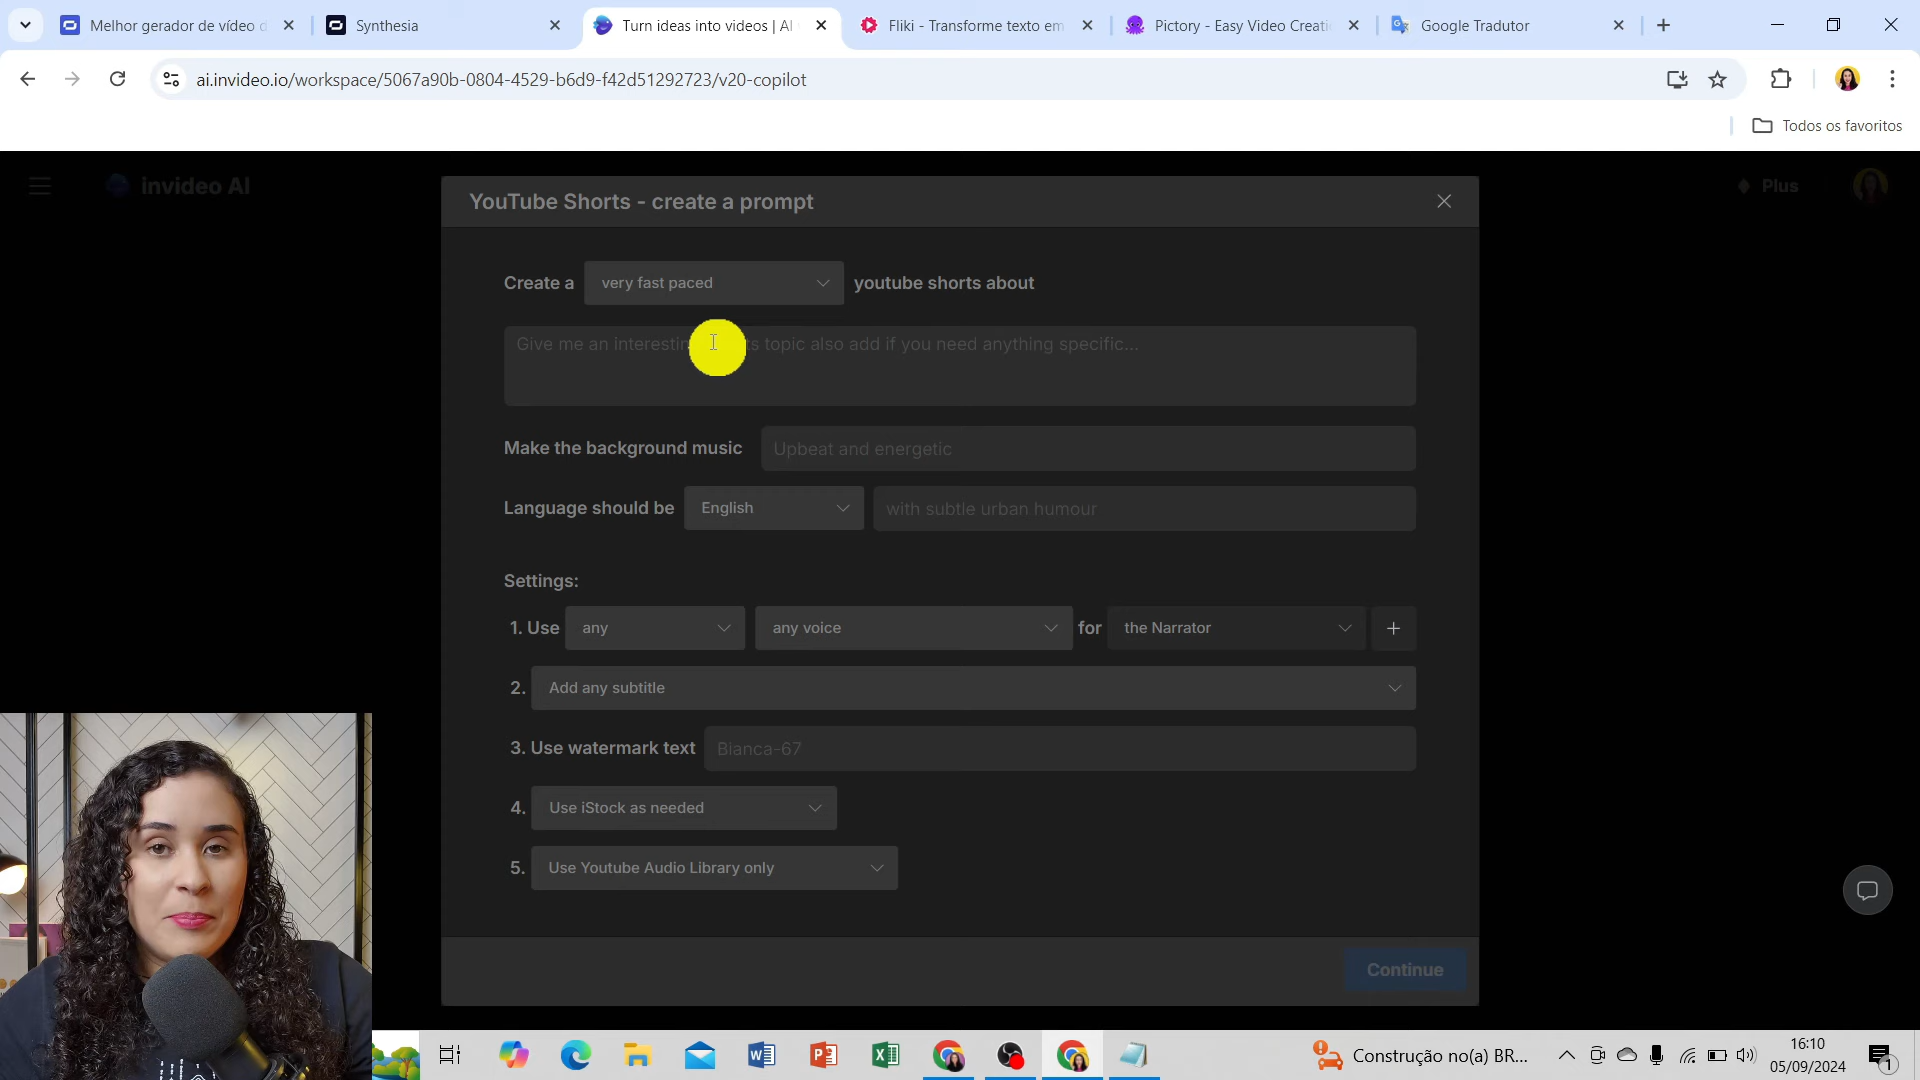 Melhor gerador de vídeo d
Synthesia
Turn ideas into videos | AI
Fliki - Transforme texto em
Pictory - Easy Video Creati
Google Tradutor
ai.invideo.io/workspace/5067a90b-0804-4529-b6d9-f42d51292723/v20-copilot
Todos os favoritos
invideo AI
Plus
YouTube Shorts - create a prompt
Create a very fast paced youtube shorts about
Give me an interestin s topic also add if you need anything specific...
Make the background music Upbeat and energetic
Language should be English with subtle urban humour
Settings:
1. Use any any voice for the Narrator +
2. Add any subtitle
3. Use watermark text Bianca-67
4. Use iStock as needed
5. Use Youtube Audio Library only
Continue
Construção no(a) BR...
16:10
05/09/2024
1